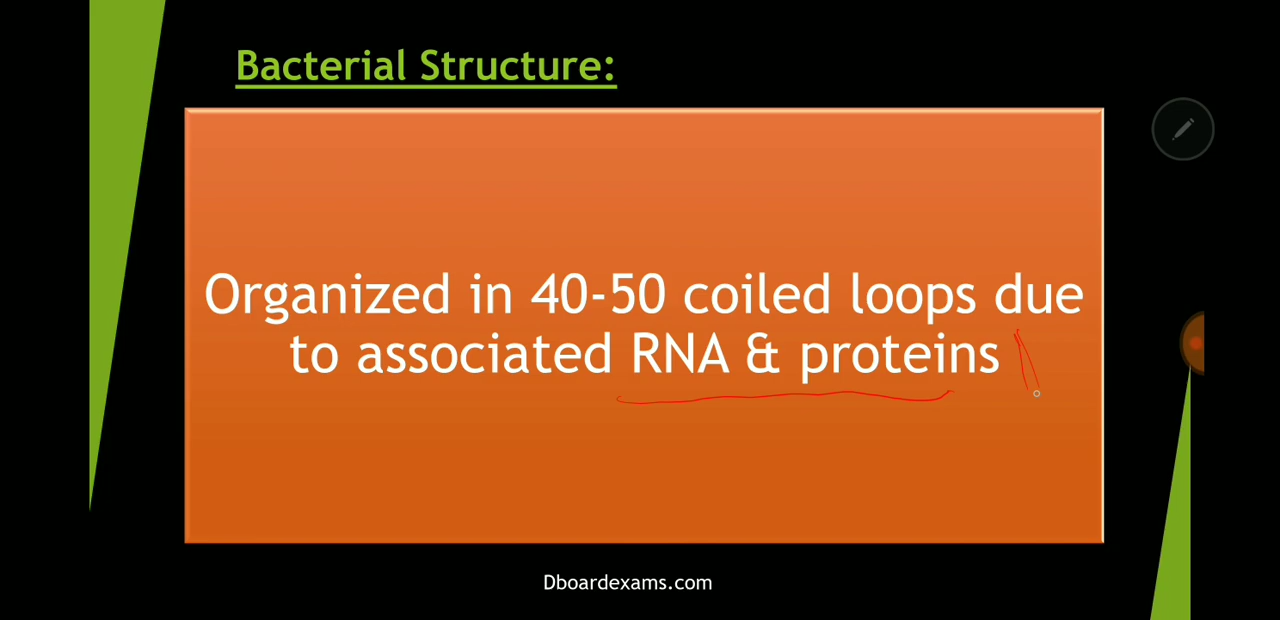 Bacterial Structure:
Organized in 40-50 coiled loops due
to associated RNA & proteins
Dboardexams.com